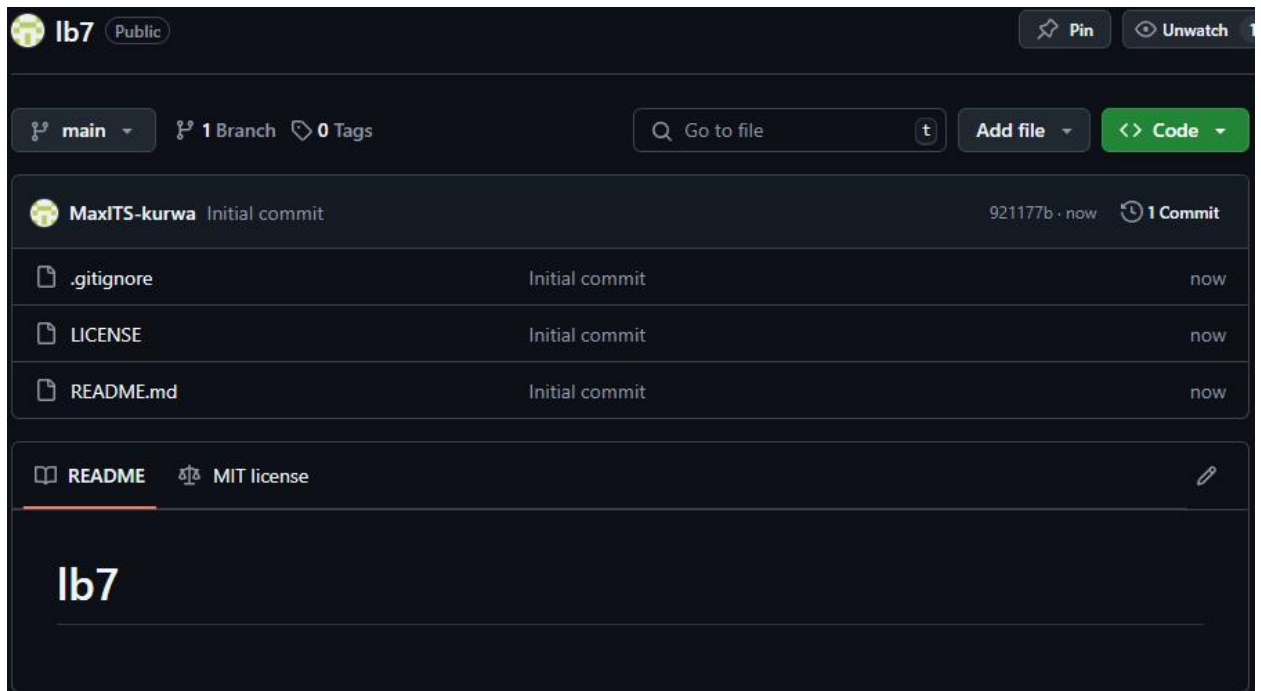 lb7 Public Pin Unwatch 1
main 1 Branch 0 Tags Go to file t Add file Code
MaxITS-kurwa Initial commit 921177b · now 1 Commit
.gitignore Initial commit now
LICENSE Initial commit now
README.md Initial commit now
README MIT license
lb7